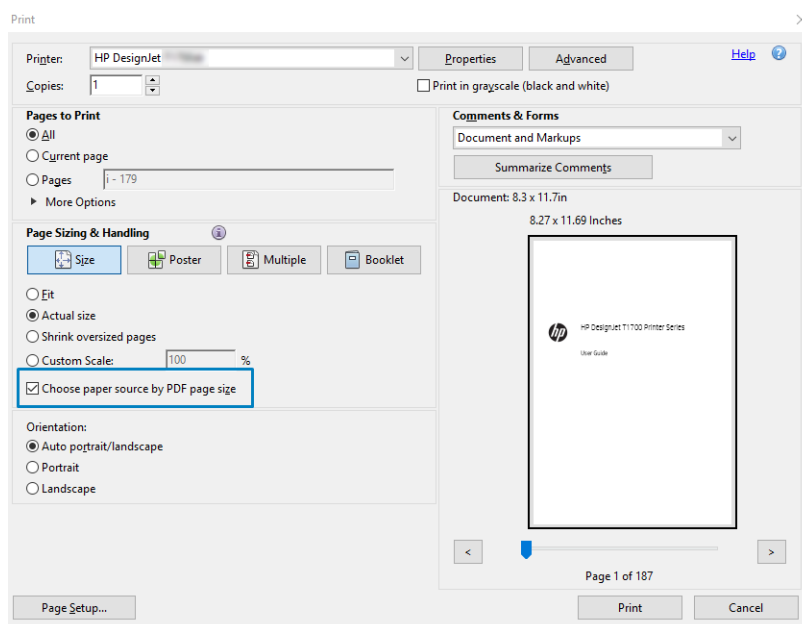 Print
Printer: HP DesignJet Properties Advanced Help
Copies: 1 Print in grayscale (black and white)
Pages to Print
All
Current page
Pages i - 179
More Options
Comments & Forms
Document and Markups
Summarize Comments
Page Sizing & Handling
Size Poster Multiple Booklet
Fit
Actual size
Shrink oversized pages
Custom Scale: 100 %
Choose paper source by PDF page size
Orientation:
Auto portrait/landscape
Portrait
Landscape
Document: 8.3 x 11.7in
8.27 x 11.69 Inches
hp
HP DesignJet T1700 Printer Series
User Guide
< >
Page 1 of 187
Page Setup... Print Cancel